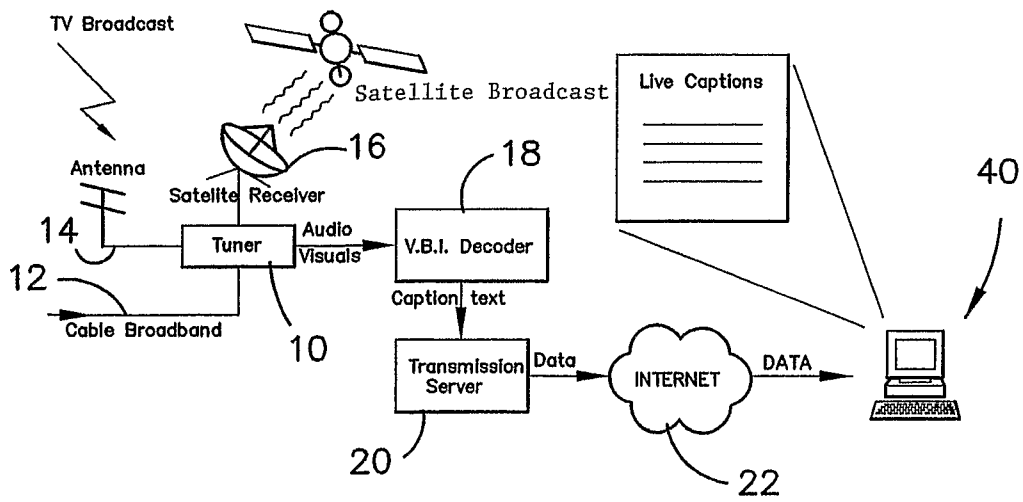 TV Broadcast
Satellite Broadcast
Live Captions
16
18
40
Antenna
Satelite Receiver
14
Tuner
Audio
Visuals
V.B.I. Decoder
12
Cable Broadband
10
Caption text
Transmission
Server
Data
INTERNET
DATA
20
22